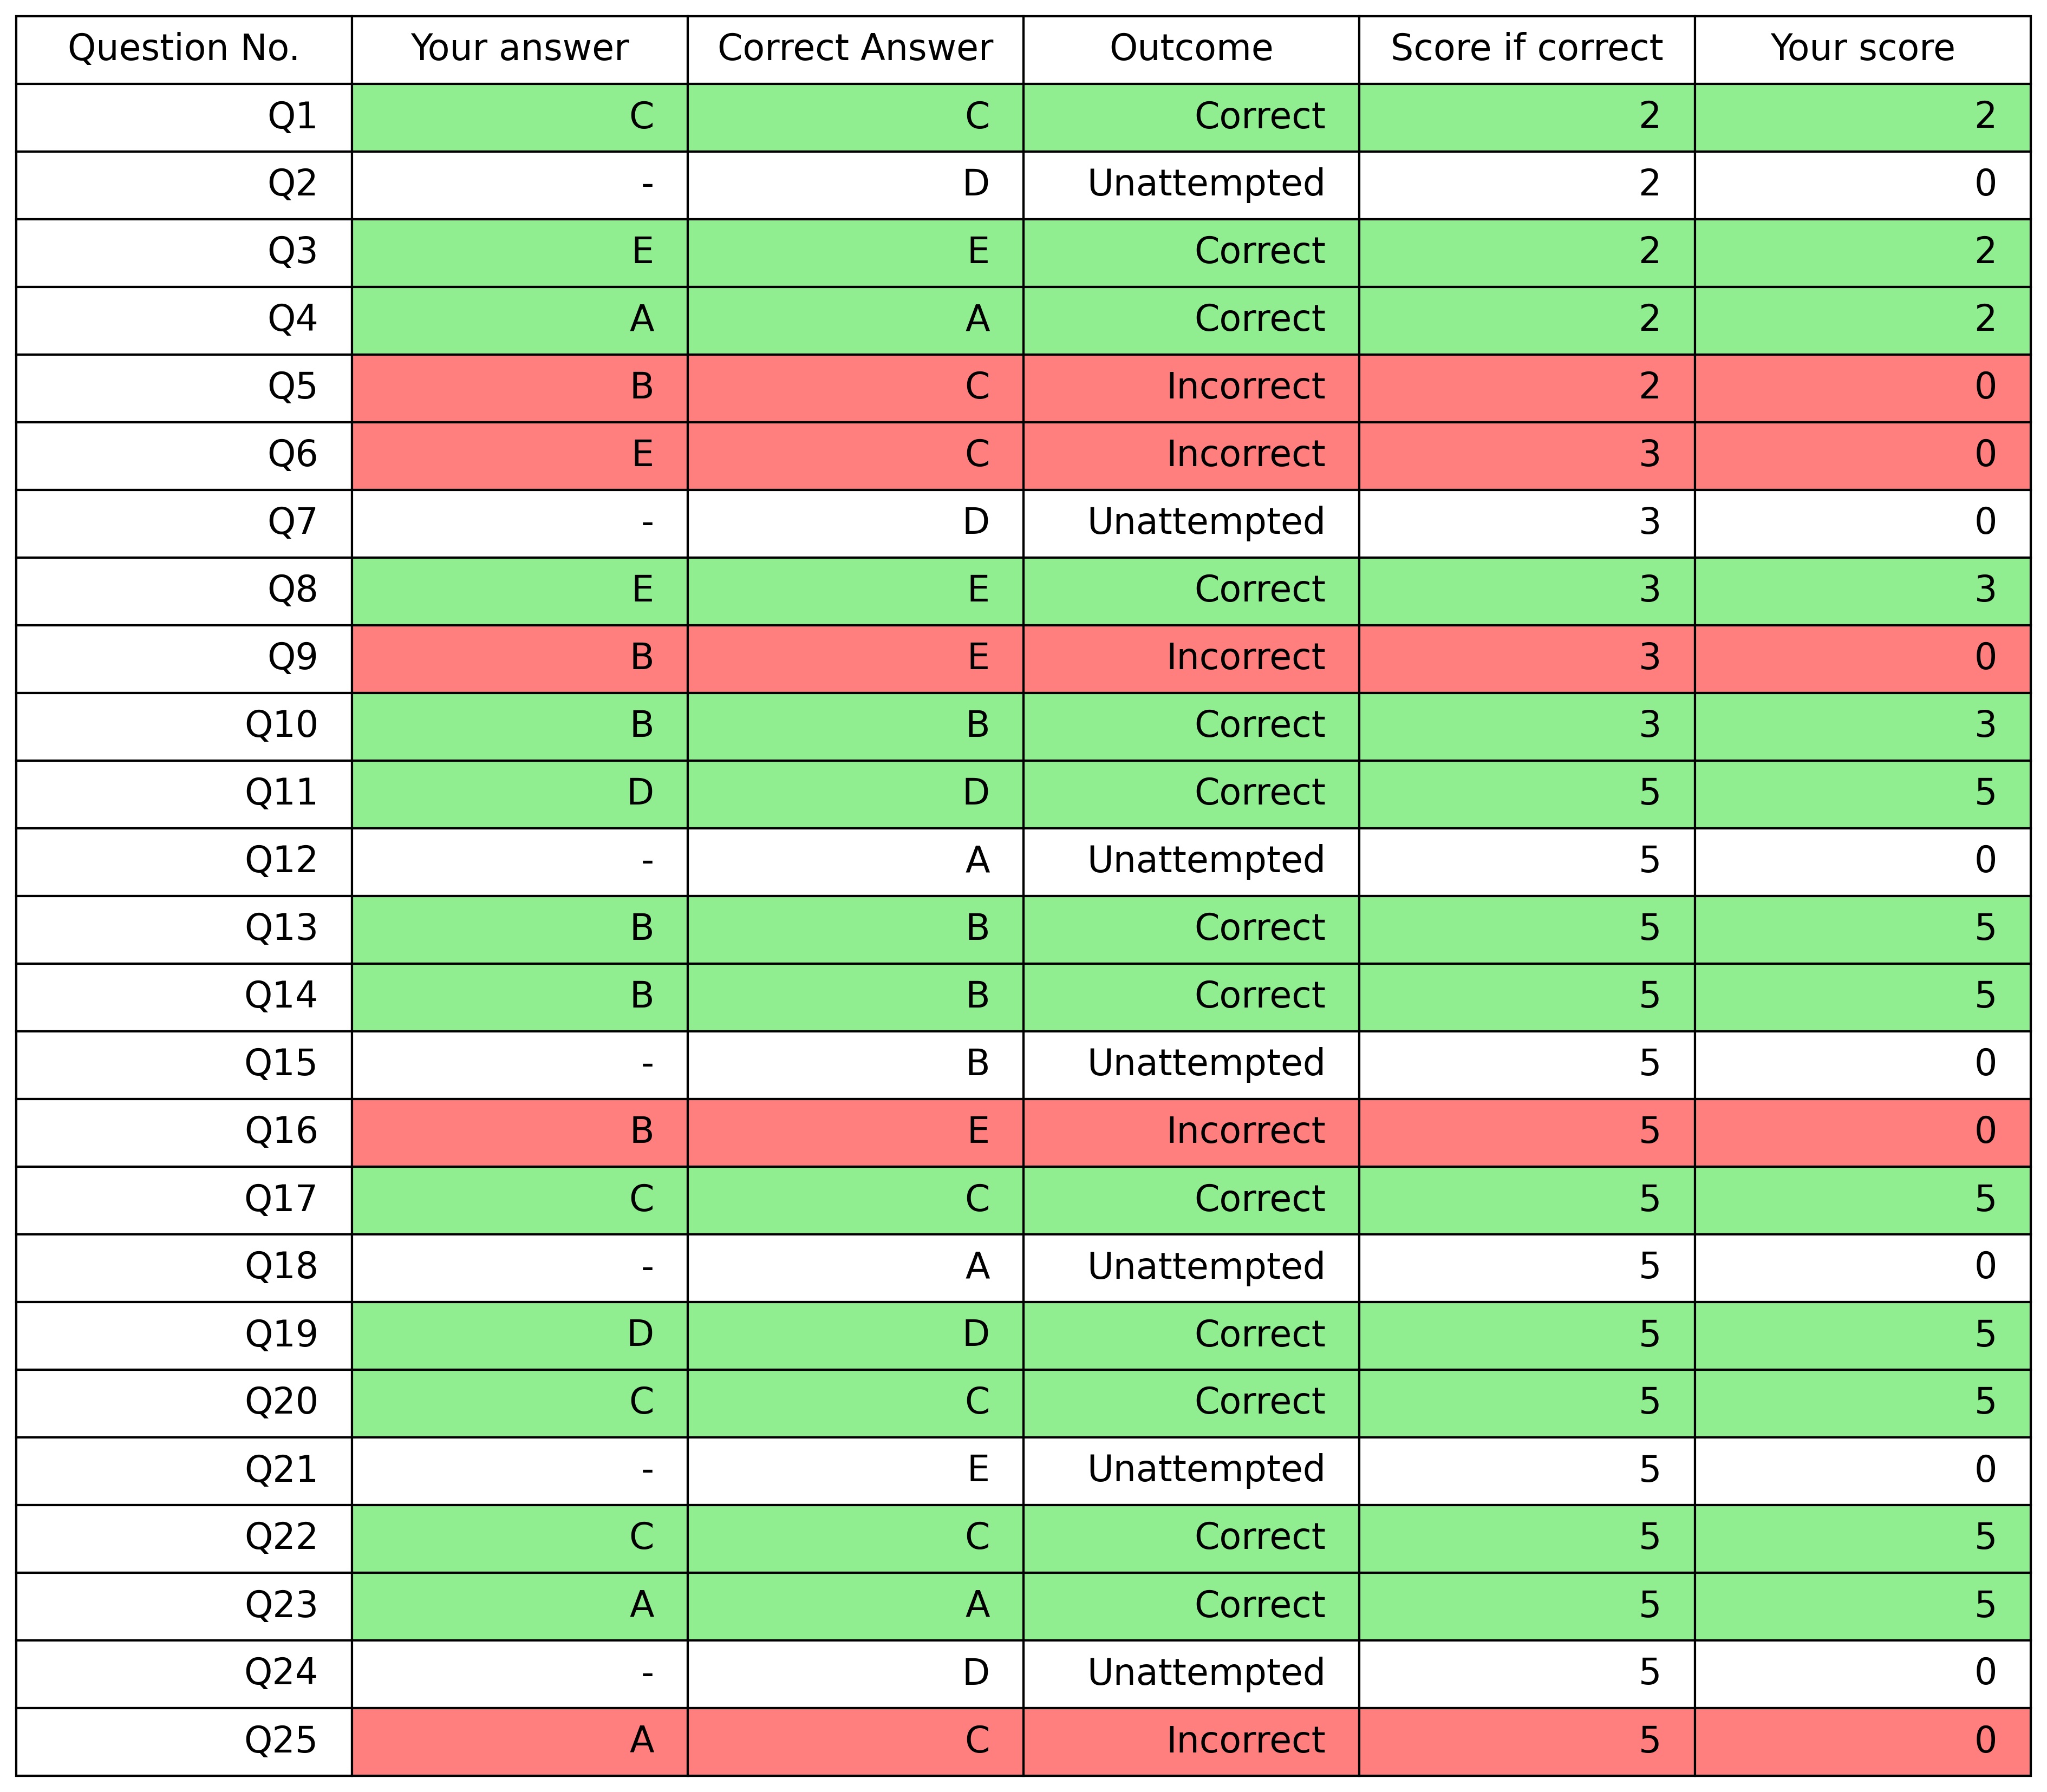 Question No. Your answer Correct Answer Outcome Score if correct Your score
Q1 C C Correct 2 2
Q2 - D Unattempted 2 0
Q3 E E Correct 2 2
Q4 A A Correct 2 2
Q5 B C Incorrect 2 0
Q6 E C Incorrect 3 0
Q7 - D Unattempted 3 0
Q8 E E Correct 3 3
Q9 B E Incorrect 3 0
Q10 B B Correct 3 3
Q11 D D Correct 5 5
Q12 - A Unattempted 5 0
Q13 B B Correct 5 5
Q14 B B Correct 5 5
Q15 - B Unattempted 5 0
Q16 B E Incorrect 5 0
Q17 C C Correct 5 5
Q18 - A Unattempted 5 0
Q19 D D Correct 5 5
Q20 C C Correct 5 5
Q21 - E Unattempted 5 0
Q22 C C Correct 5 5
Q23 A A Correct 5 5
Q24 - D Unattempted 5 0
Q25 A C Incorrect 5 0